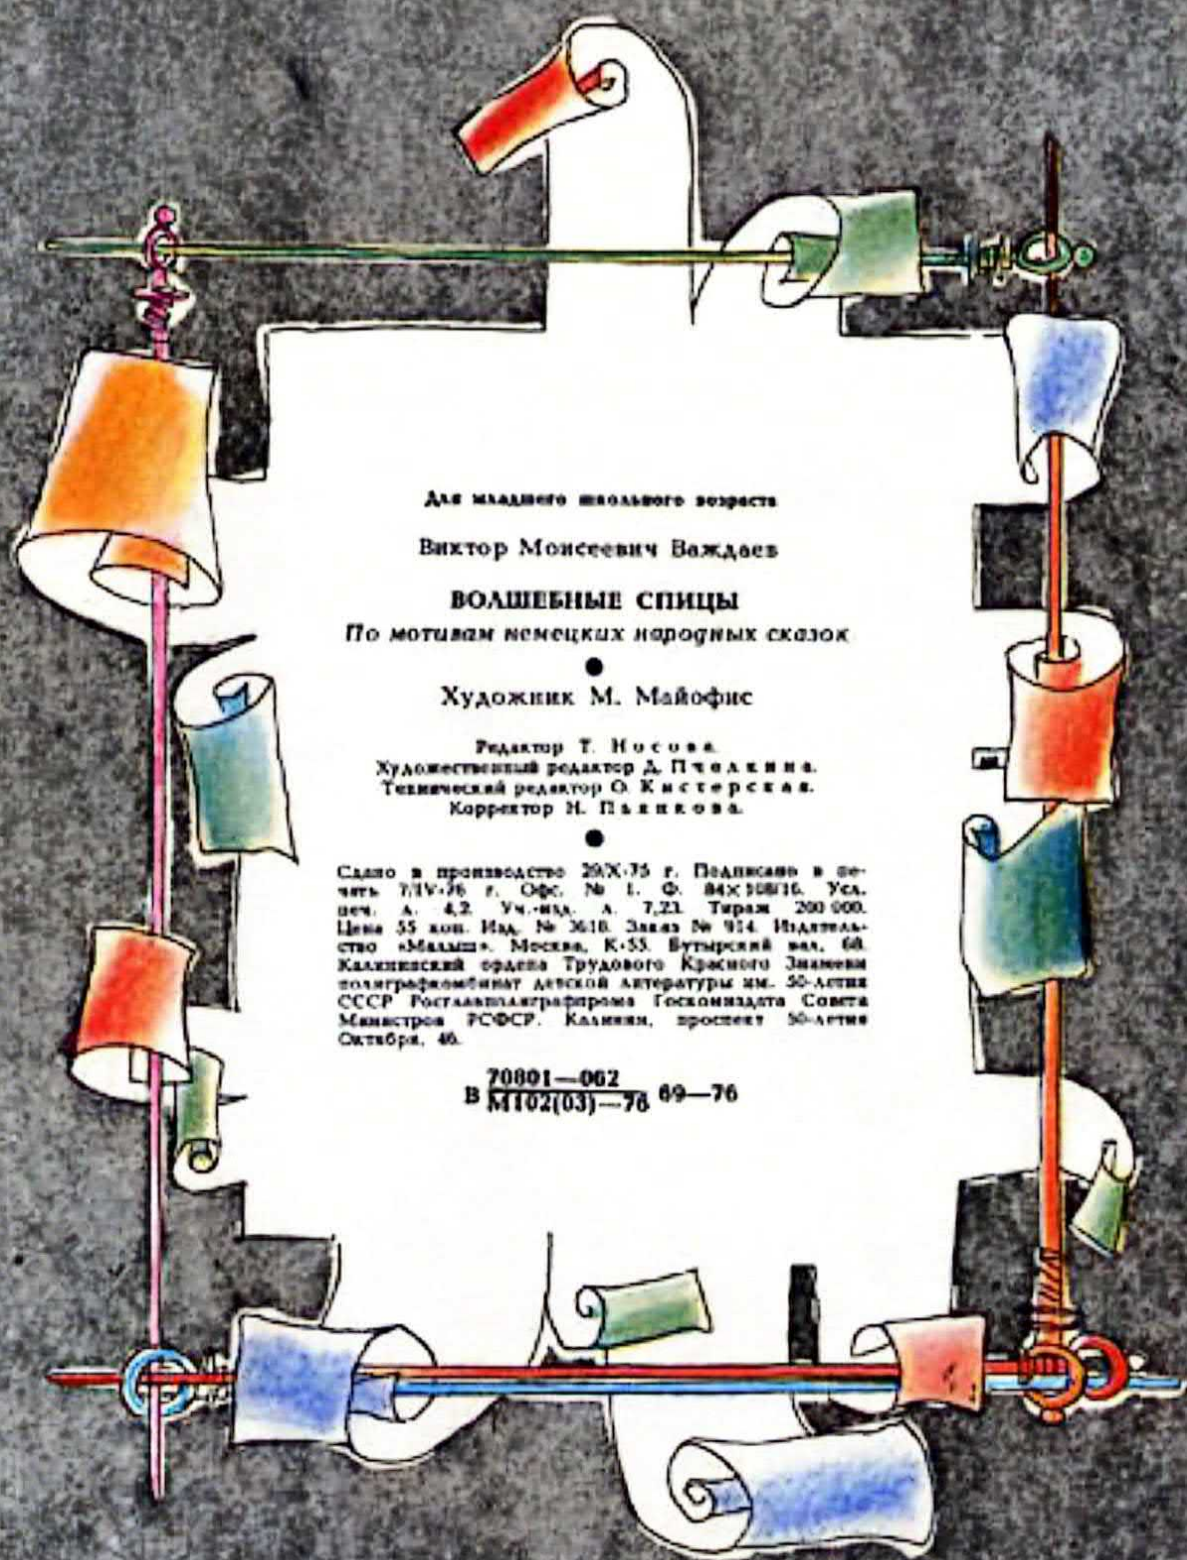 Для младшего школьного возраста
Виктор Моисеевич Важдаев
ВОЛШЕБНЫЕ СПИЦЫ
По мотивам немецких народных сказок
Художник М. Майофис
Редактор Т. Носова.
Художественный редактор Д. Пчелкина.
Технический редактор О. Кистерская.
Корректор Н. Пьянкова.
Сдано в производство 29/X-75 г. Подписано в пе-
чать 7/IV-76 г. Офс. № 1. Ф. 84×108/16. Усл.
печ. л. 4,2. Уч.-изд. л. 7,23. Тираж 200 000.
Цена 55 коп. Изд. № Заказ № 914. Издатель-
ство «Малыш». Москва, К-55. Бутырский вал, 68.
Калининский ордена Трудового Красного Знамени
полиграфкомбинат детской литературы им. 50-летия
СССР Росглавполиграфпрома Госкомиздата Совета
Министров РСФСР. Калинин, проспект 50-летия
Октября, 46.
В 70801—062
М102(03)—76 69—76